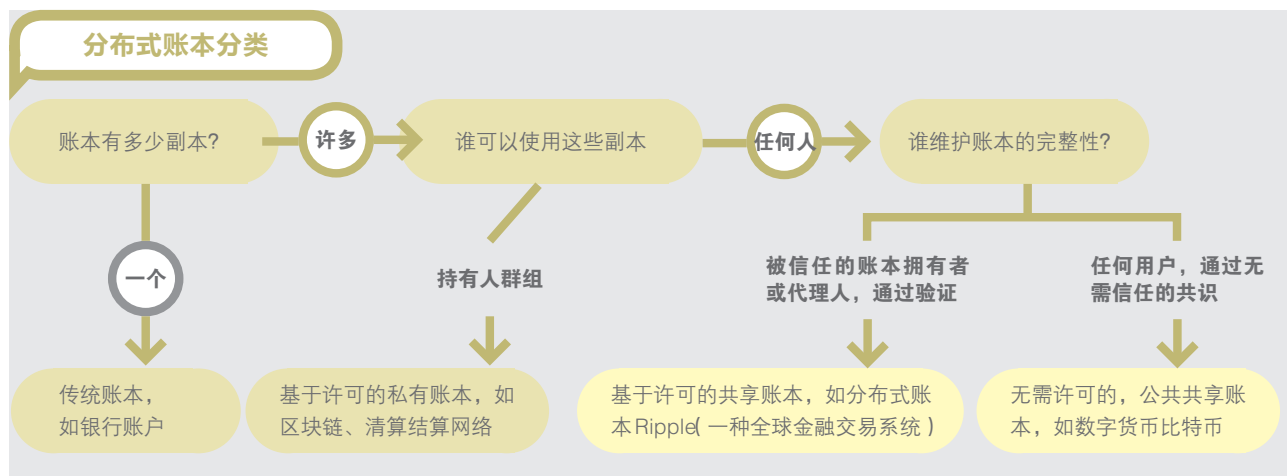 分布式账本分类
账本有多少副本?
许多
谁可以使用这些副本
任何人
谁维护账本的完整性?
一个
持有人群组
被信任的账本拥有者
或代理人，通过验证
任何用户，通过无
需信任的共识
传统账本，
如银行账户
基于许可的私有账本，如
区块链、清算结算网络
基于许可的共享账本，如分布式账
本Ripple(一种全球金融交易系统)
无需许可的，公共共享账
本，如数字货币比特币